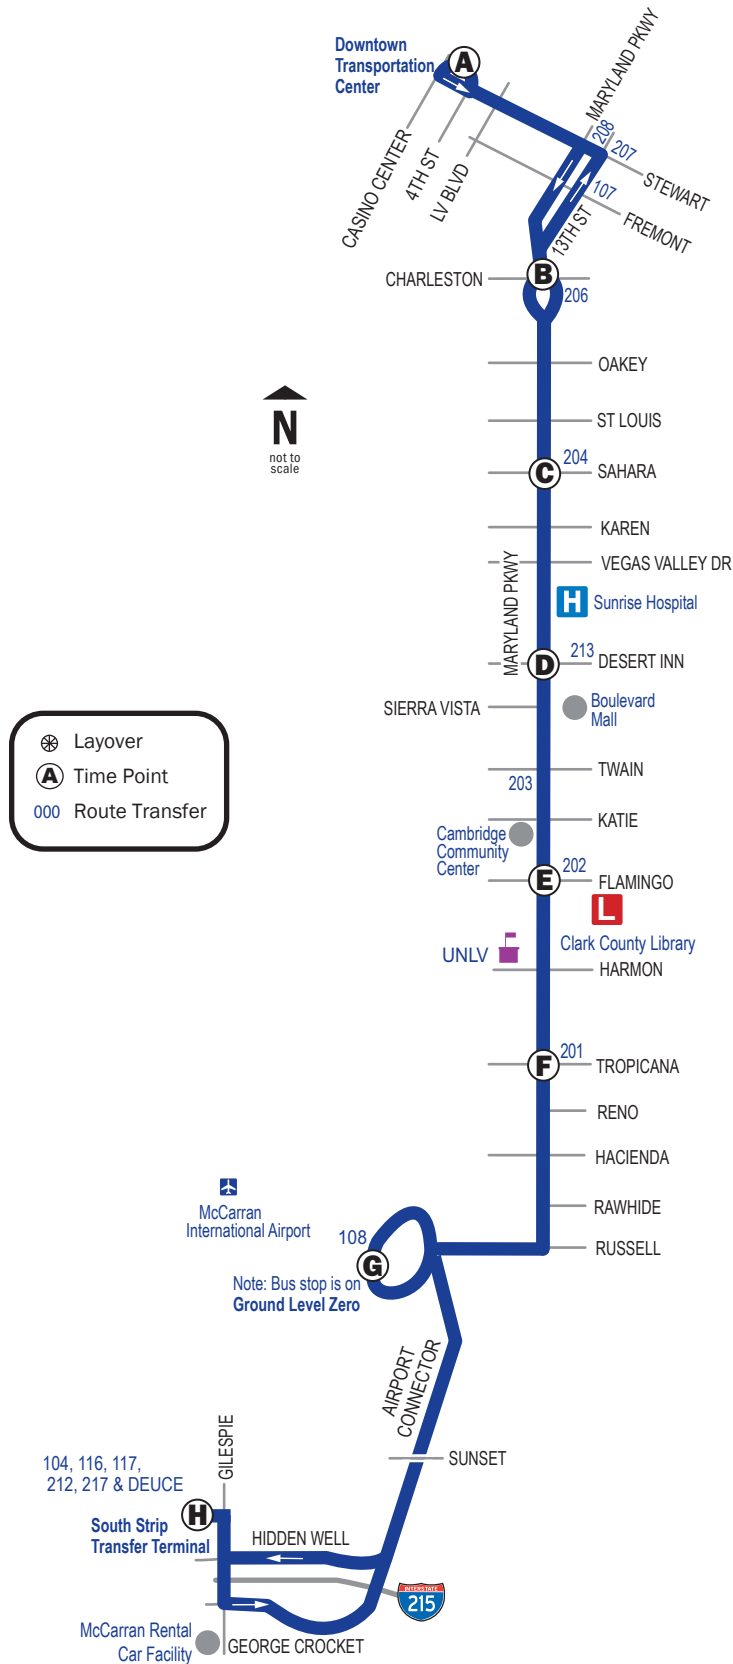 Downtown
Transportation
Center
A
MARYLAND PKWY
208
207
STEWART
107
FREMONT
CASINO CENTER
4TH ST
LV BLVD
13TH ST
B
CHARLESTON
206
OAKEY
N
not to
scale
ST LOUIS
204
C
SAHARA
KAREN
VEGAS VALLEY DR
MARYLAND PKWY
H
Sunrise Hospital
213
D
DESERT INN
SIERRA VISTA
Boulevard
Mall
Layover
A Time Point
000 Route Transfer
TWAIN
203
KATIE
Cambridge
Community
Center
202
E
FLAMINGO
L
Clark County Library
UNLV
HARMON
201
F
TROPICANA
RENO
HACIENDA
McCarran
International Airport
RAWHIDE
108
RUSSELL
G
Note: Bus stop is on
Ground Level Zero
AIRPORT
CONNECTOR
GILESPIE
SUNSET
104, 116, 117,
212, 217 & DEUCE
H
South Strip
Transfer Terminal
HIDDEN WELL
INTERSTATE
215
McCarran Rental
Car Facility
GEORGE CROCKET